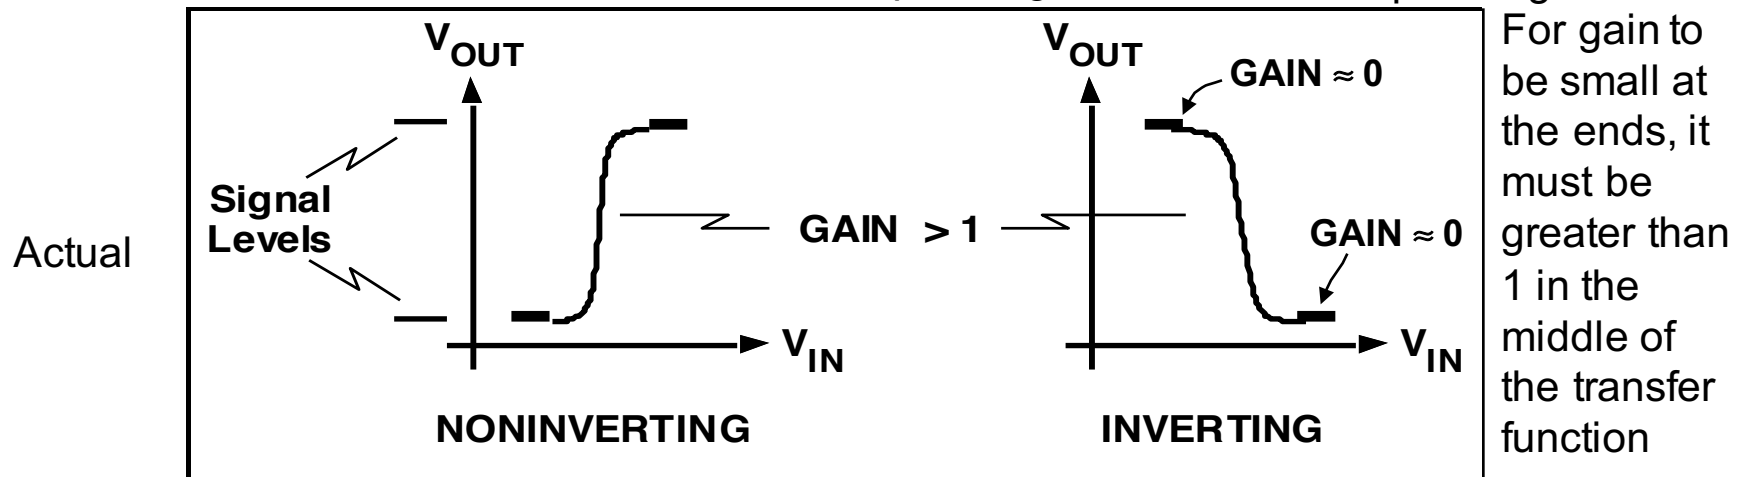 Actual
V_OUT
Signal
Levels
V_IN
NONINVERTING
GAIN > 1
V_OUT
GAIN ≈ 0
GAIN ≈ 0
V_IN
INVERTING
For gain to
be small at
the ends, it
must be
greater than
1 in the
middle of
the transfer
function